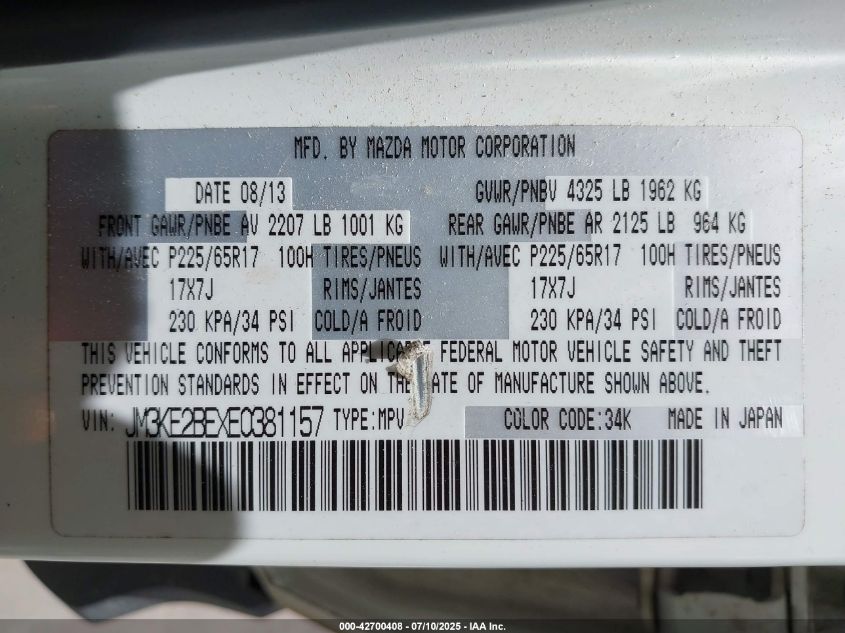 MFD. BY MAZDA MOTOR CORPORATION
DATE 08/13 GVWR/PNBV 4325 LB 1962 KG
FRONT GAWR/PNBE AV 2207 LB 1001 KG REAR GAWR/PNBE AR 2125 LB 964 KG
WITH/AVEC P225/65R17 100H TIRES/PNEUS WITH/AVEC P225/65R17 100H TIRES/PNEUS
17X7J RIMS/JANTES 17X7J RIMS/JANTES
230 KPA/34 PSI COLD/A FROID 230 KPA/34 PSI COLD/A FROID
THIS VEHICLE CONFORMS TO ALL APPLICABLE FEDERAL MOTOR VEHICLE SAFETY AND THEFT
PREVENTION STANDARDS IN EFFECT ON THE DATE OF MANUFACTURE SHOWN ABOVE.
VIN: JM3KE2BEXE0381157 TYPE:MPV COLOR CODE:34K MADE IN JAPAN
000-42700408 - 07/10/2025 - IAA Inc.